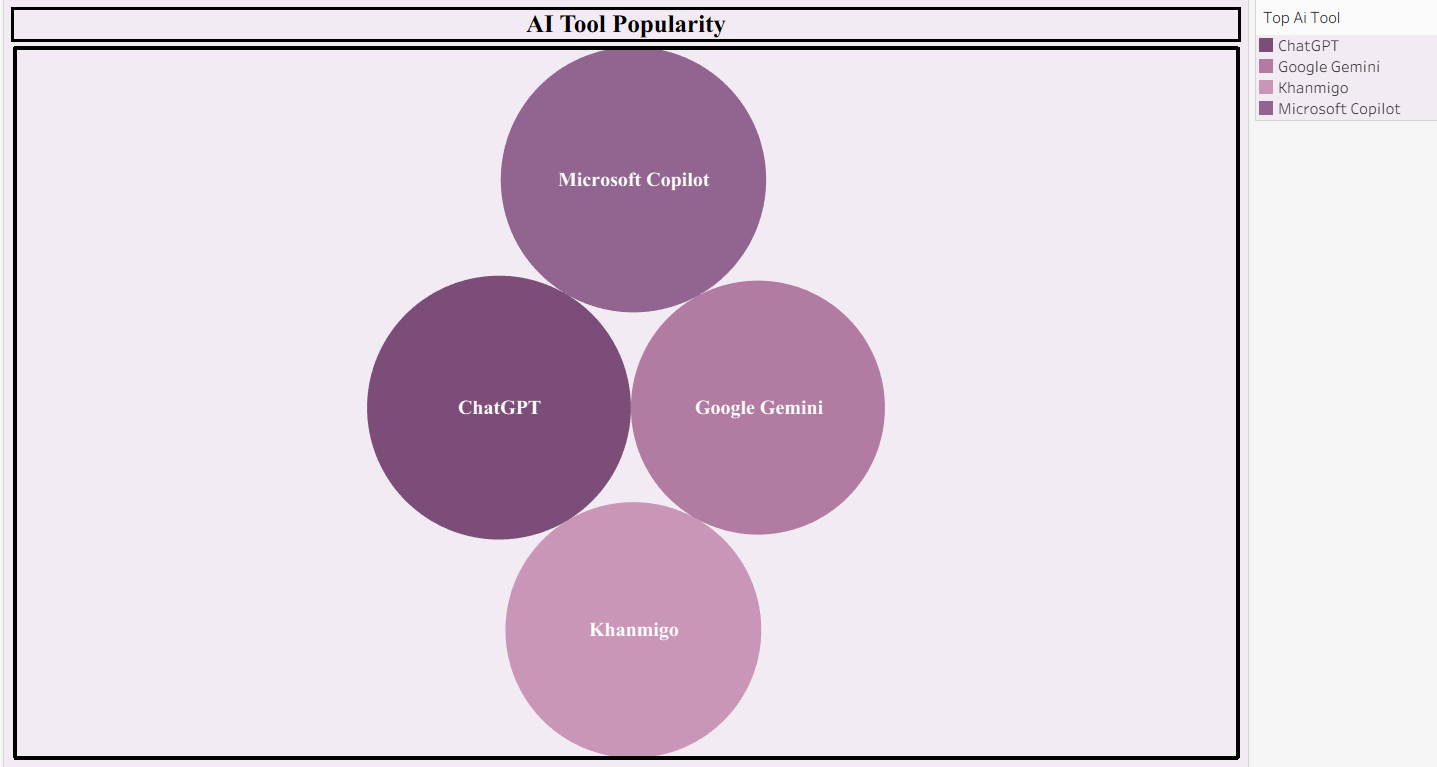 AI Tool Popularity
Microsoft Copilot
ChatGPT
Google Gemini
Khanmigo
Top Ai Tool
ChatGPT
Google Gemini
Khanmigo
Microsoft Copilot